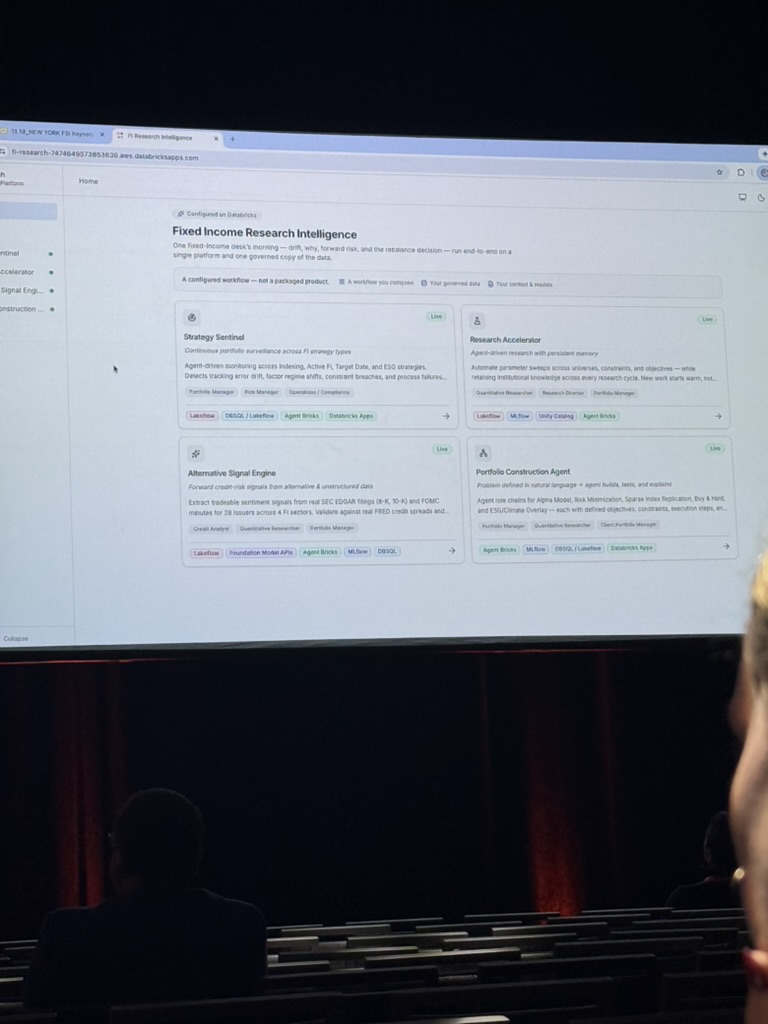 11.19_NEW YORK FSI Keynote
FI Research Intelligence
fi-research-7474649573853630.aws.databricksapps.com
Platform
Home
Configured on Databricks
Fixed Income Research Intelligence
One fixed-income desk's morning — drift, why, forward risk, and the rebalance decision — run end-to-end on a
single platform and one governed copy of the data.
A configured workflow — not a packaged product. A workflow you compose Your governed data Your context & models
Live
Strategy Sentinel
Continuous portfolio surveillance across FI strategy types
Agent-driven monitoring across Indexing, Active FI, Target Date, and ESG strategies.
Detects tracking error drift, factor regime shifts, constraint breaches, and process failures...
Portfolio Manager Risk Manager Operations / Compliance
Lakeflow DBSQL / Lakeflow Agent Bricks Databricks Apps
Live
Research Accelerator
Agent-driven research with persistent memory
Automate parameter sweeps across universes, constraints, and objectives — while
retaining institutional knowledge across every research cycle. New work starts warm, not...
Quantitative Researcher Research Director Portfolio Manager
Lakeflow MLflow Unity Catalog Agent Bricks
Live
Alternative Signal Engine
Forward credit-risk signals from alternative & unstructured data
Extract tradeable sentiment signals from real SEC EDGAR filings (8-K, 10-K) and FOMC
minutes for 28 issuers across 4 FI sectors. Validate against real FRED credit spreads and...
Credit Analyst Quantitative Researcher Portfolio Manager
Lakeflow Foundation Model APIs Agent Bricks MLflow DBSQL
Live
Portfolio Construction Agent
Problem defined in natural language → agent builds, tests, and explains
Agent role chains for Alpha Model, Risk Minimization, Sparse Index Replication, Buy & Hold,
and ESG/Climate Overlay — each with defined objectives, constraints, execution steps, an...
Portfolio Manager Quantitative Researcher Client Portfolio Manager
Agent Bricks MLflow DBSQL / Lakeflow Databricks Apps
ntinel
ccelerator
Signal Engi...
onstruction ...
Collapse